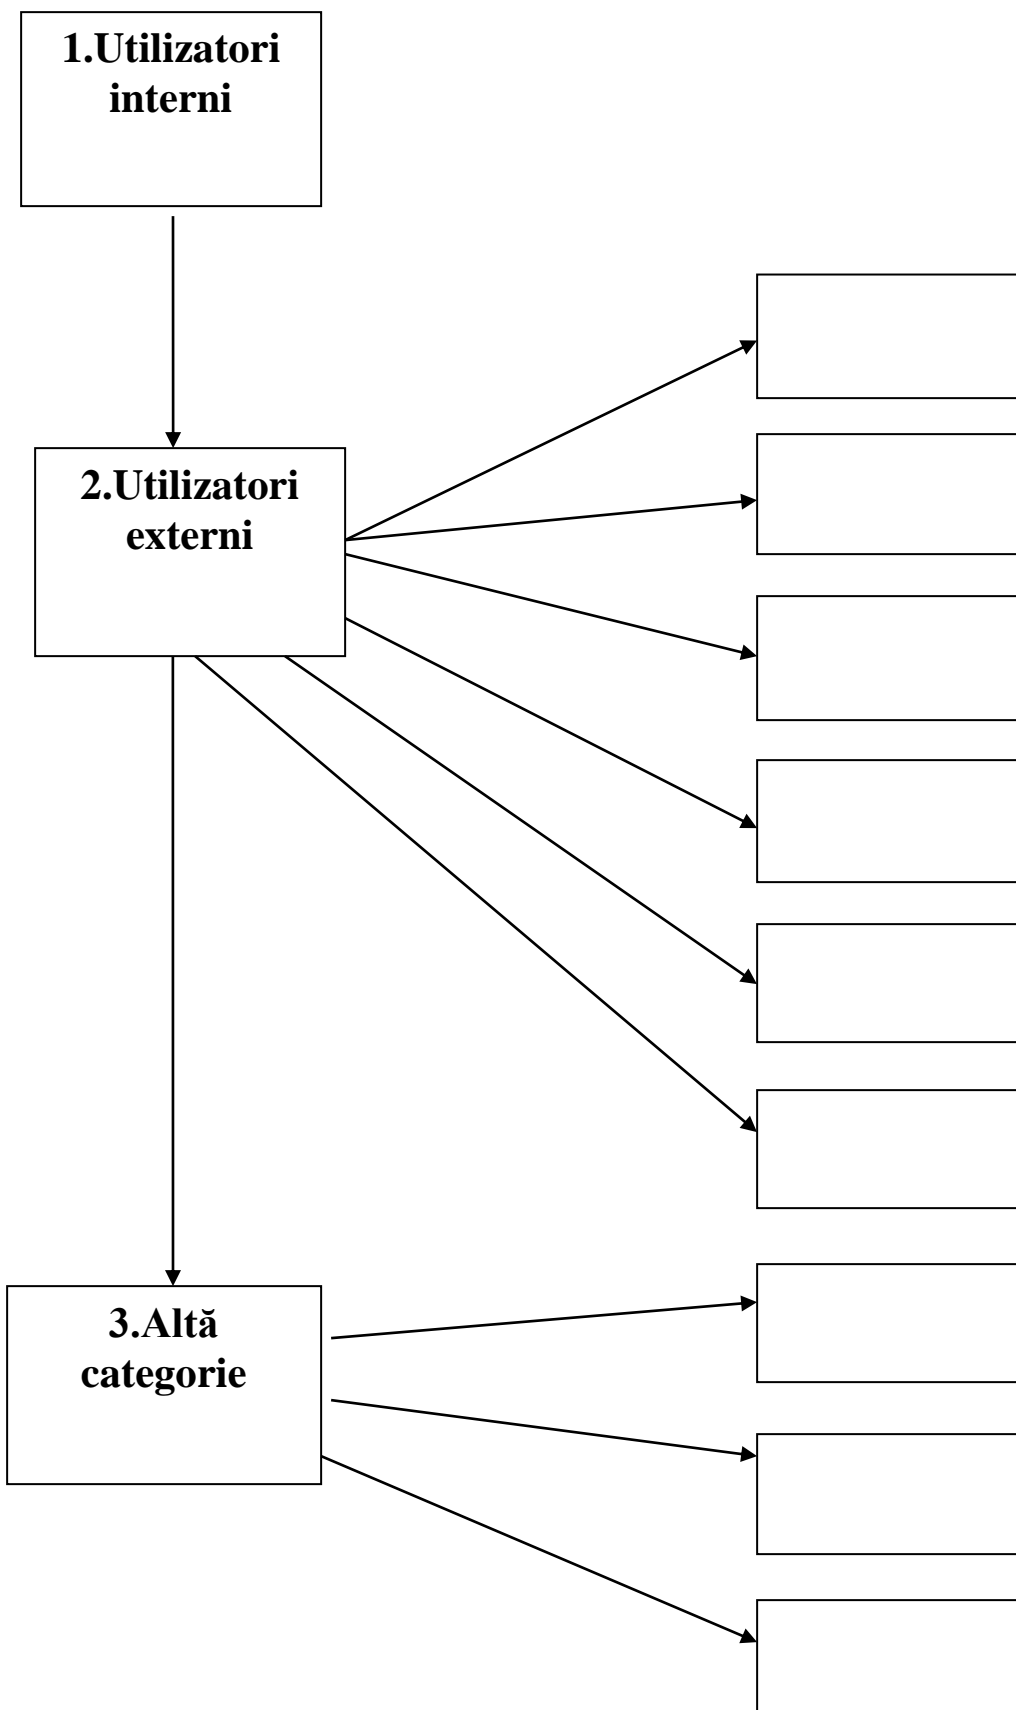 1.Utilizatori
interni
2.Utilizatori
externi
3.Altă
categorie